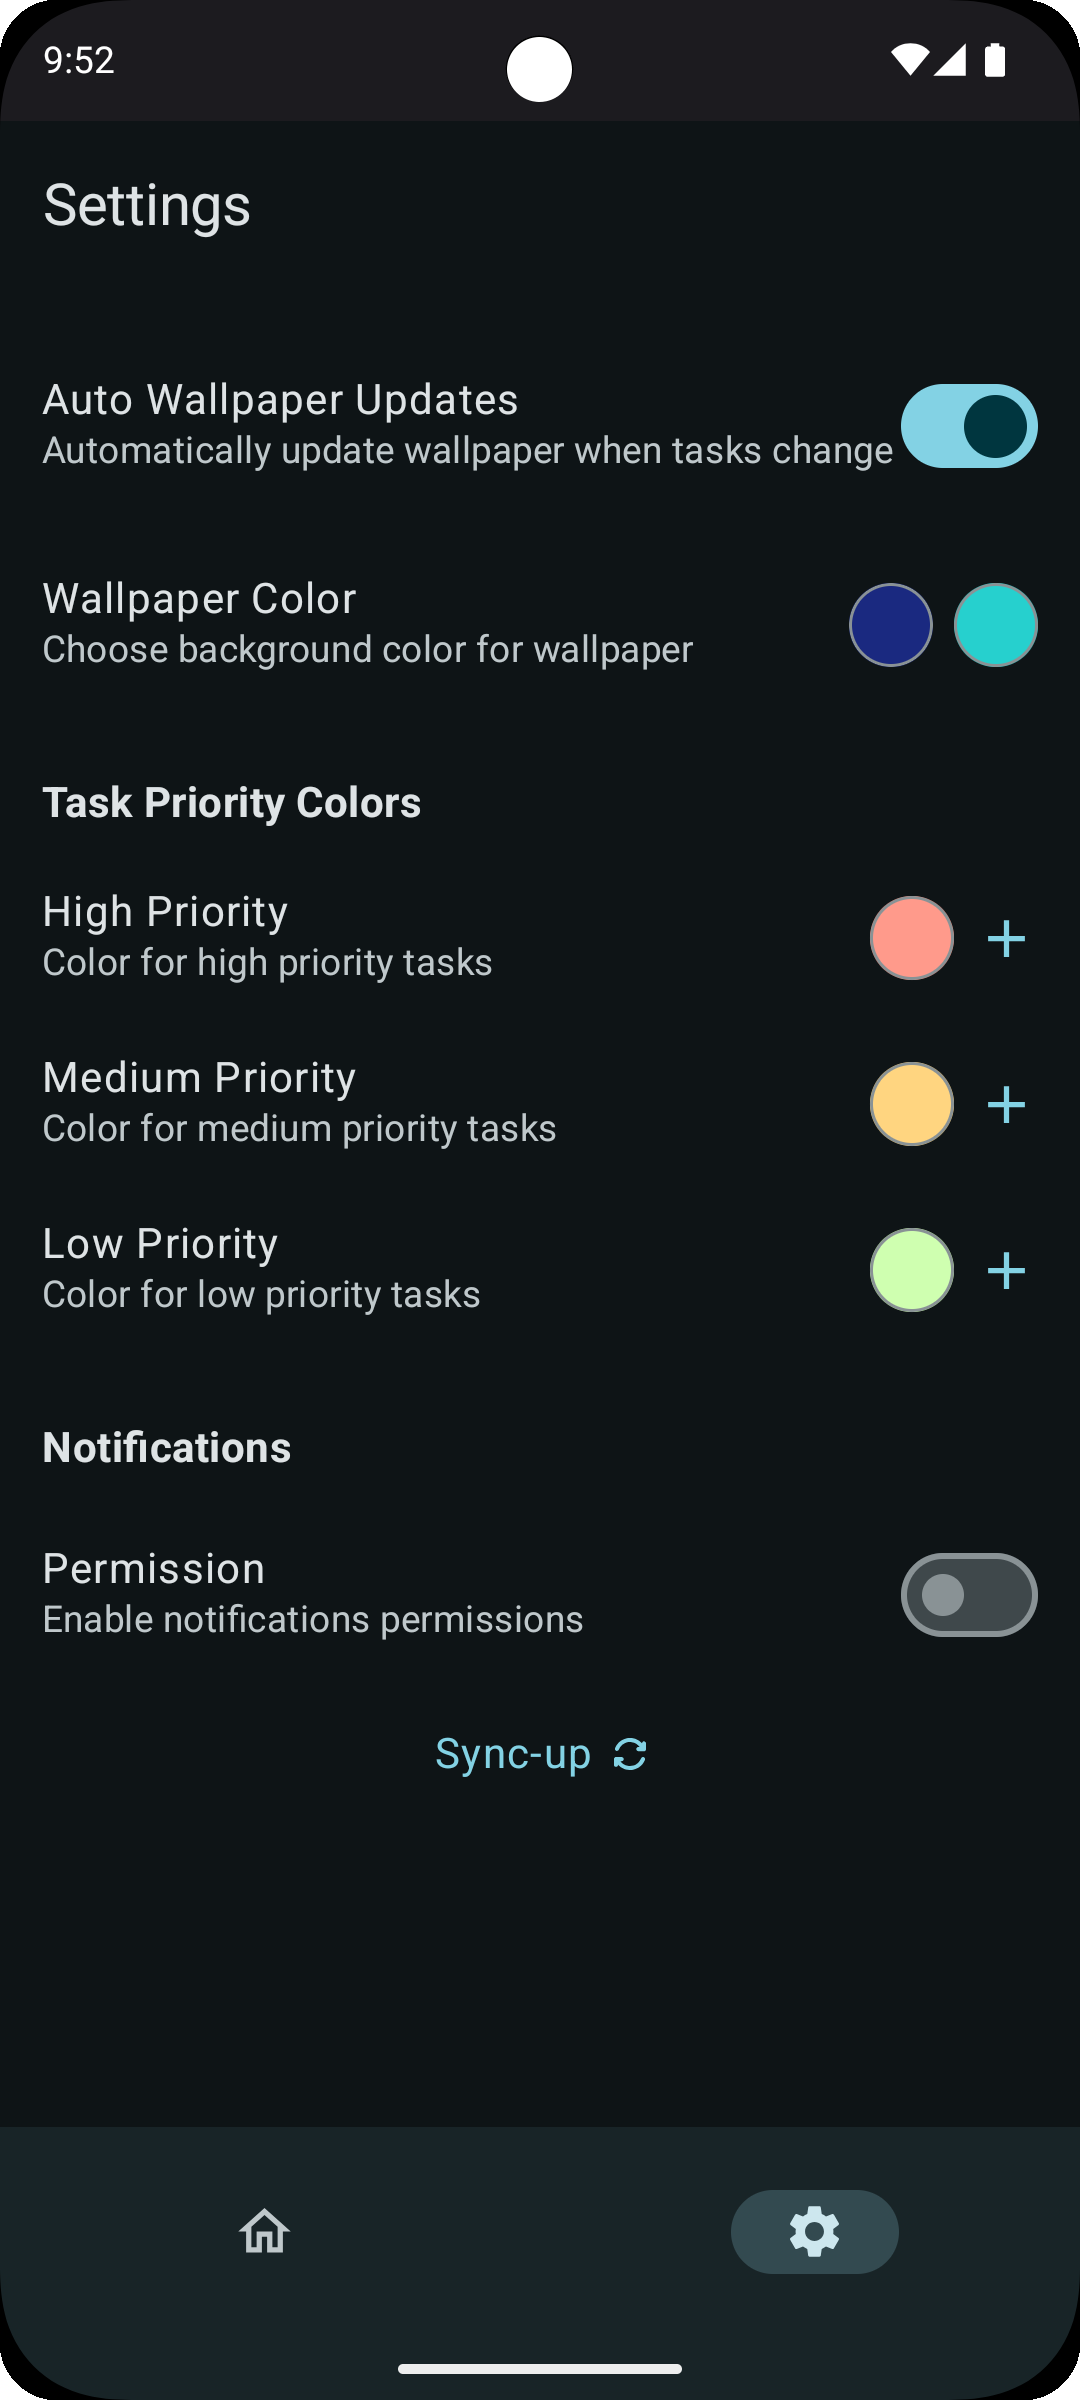 9:52
Settings
Auto Wallpaper Updates
Automatically update wallpaper when tasks change
Wallpaper Color
Choose background color for wallpaper
Task Priority Colors
High Priority
Color for high priority tasks
Medium Priority
Color for medium priority tasks
Low Priority
Color for low priority tasks
Notifications
Permission
Enable notifications permissions
Sync-up